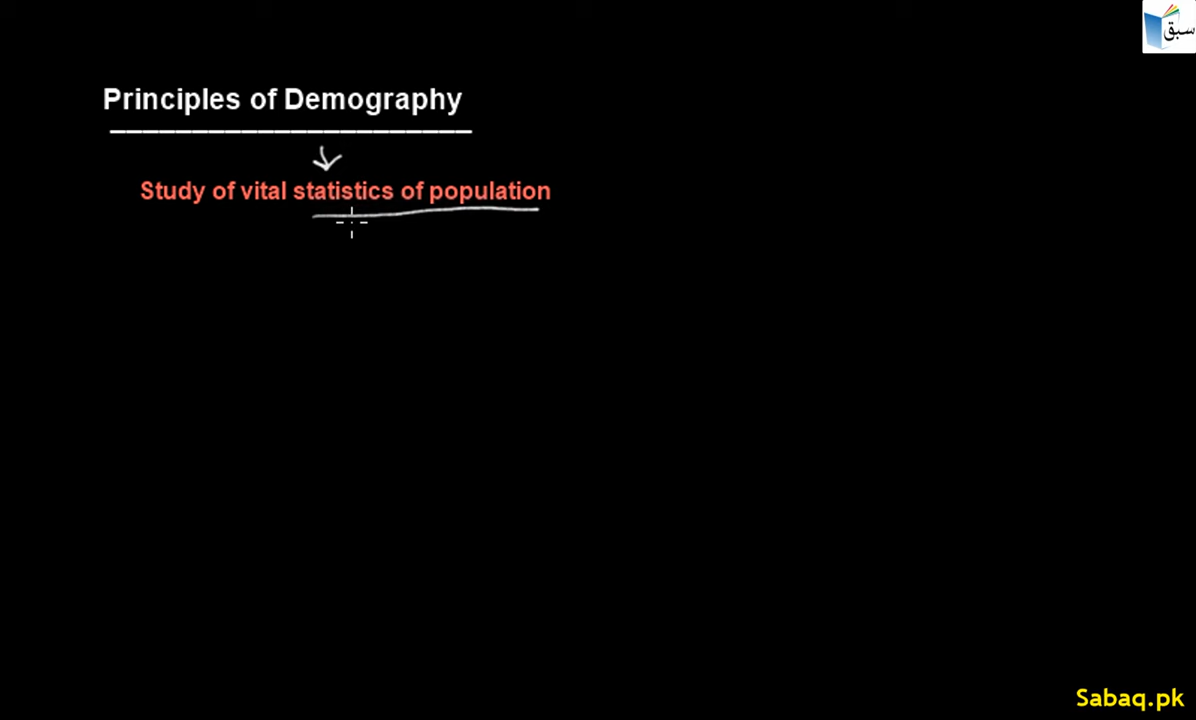 سبق
Principles of Demography
Study of vital statistics of population
Sabaq.pk